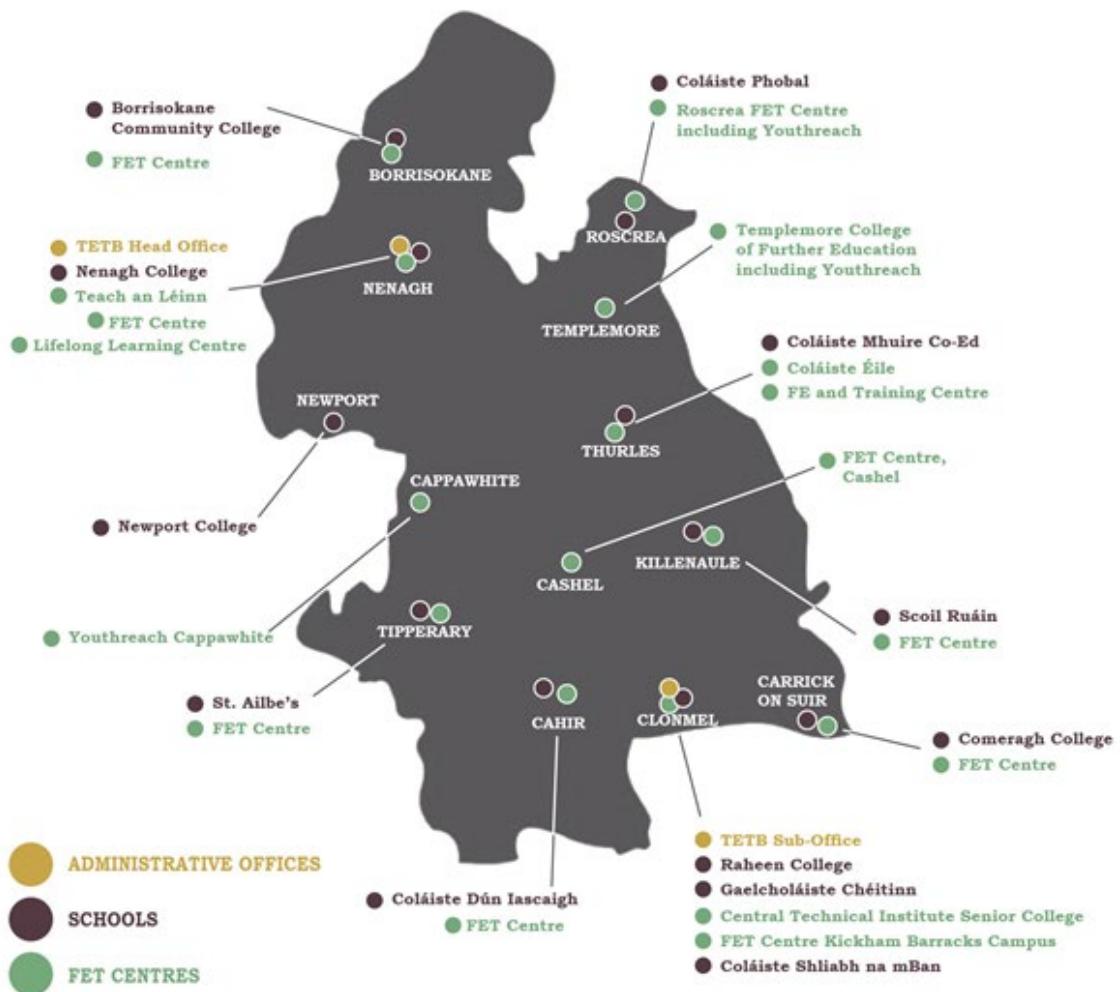 Borrisokane
Community College
FET Centre
BORRISOKANE
Coláiste Phobal
Roscrea FET Centre
including Youthreach
ROSCREA
TETB Head Office
Nenagh College
Teach an Léinn
FET Centre
Lifelong Learning Centre
NENAGH
Templemore College
of Further Education
including Youthreach
TEMPLEMORE
Coláiste Mhuire Co-Ed
Coláiste Éile
FE and Training Centre
THURLES
NEWPORT
Newport College
CAPPAWHITE
Youthreach Cappawhite
FET Centre,
Cashel
CASHEL
KILLENAULE
Scoil Ruáin
FET Centre
TIPPERARY
St. Ailbe's
FET Centre
CAHIR
Coláiste Dún Iascaigh
FET Centre
CLONMEL
TETB Sub-Office
Raheen College
Gaelcholáiste Chéitinn
Central Technical Institute Senior College
FET Centre Kickham Barracks Campus
Coláiste Shliabh na mBan
CARRICK
ON SUIR
Comeragh College
FET Centre
ADMINISTRATIVE OFFICES
SCHOOLS
FET CENTRES